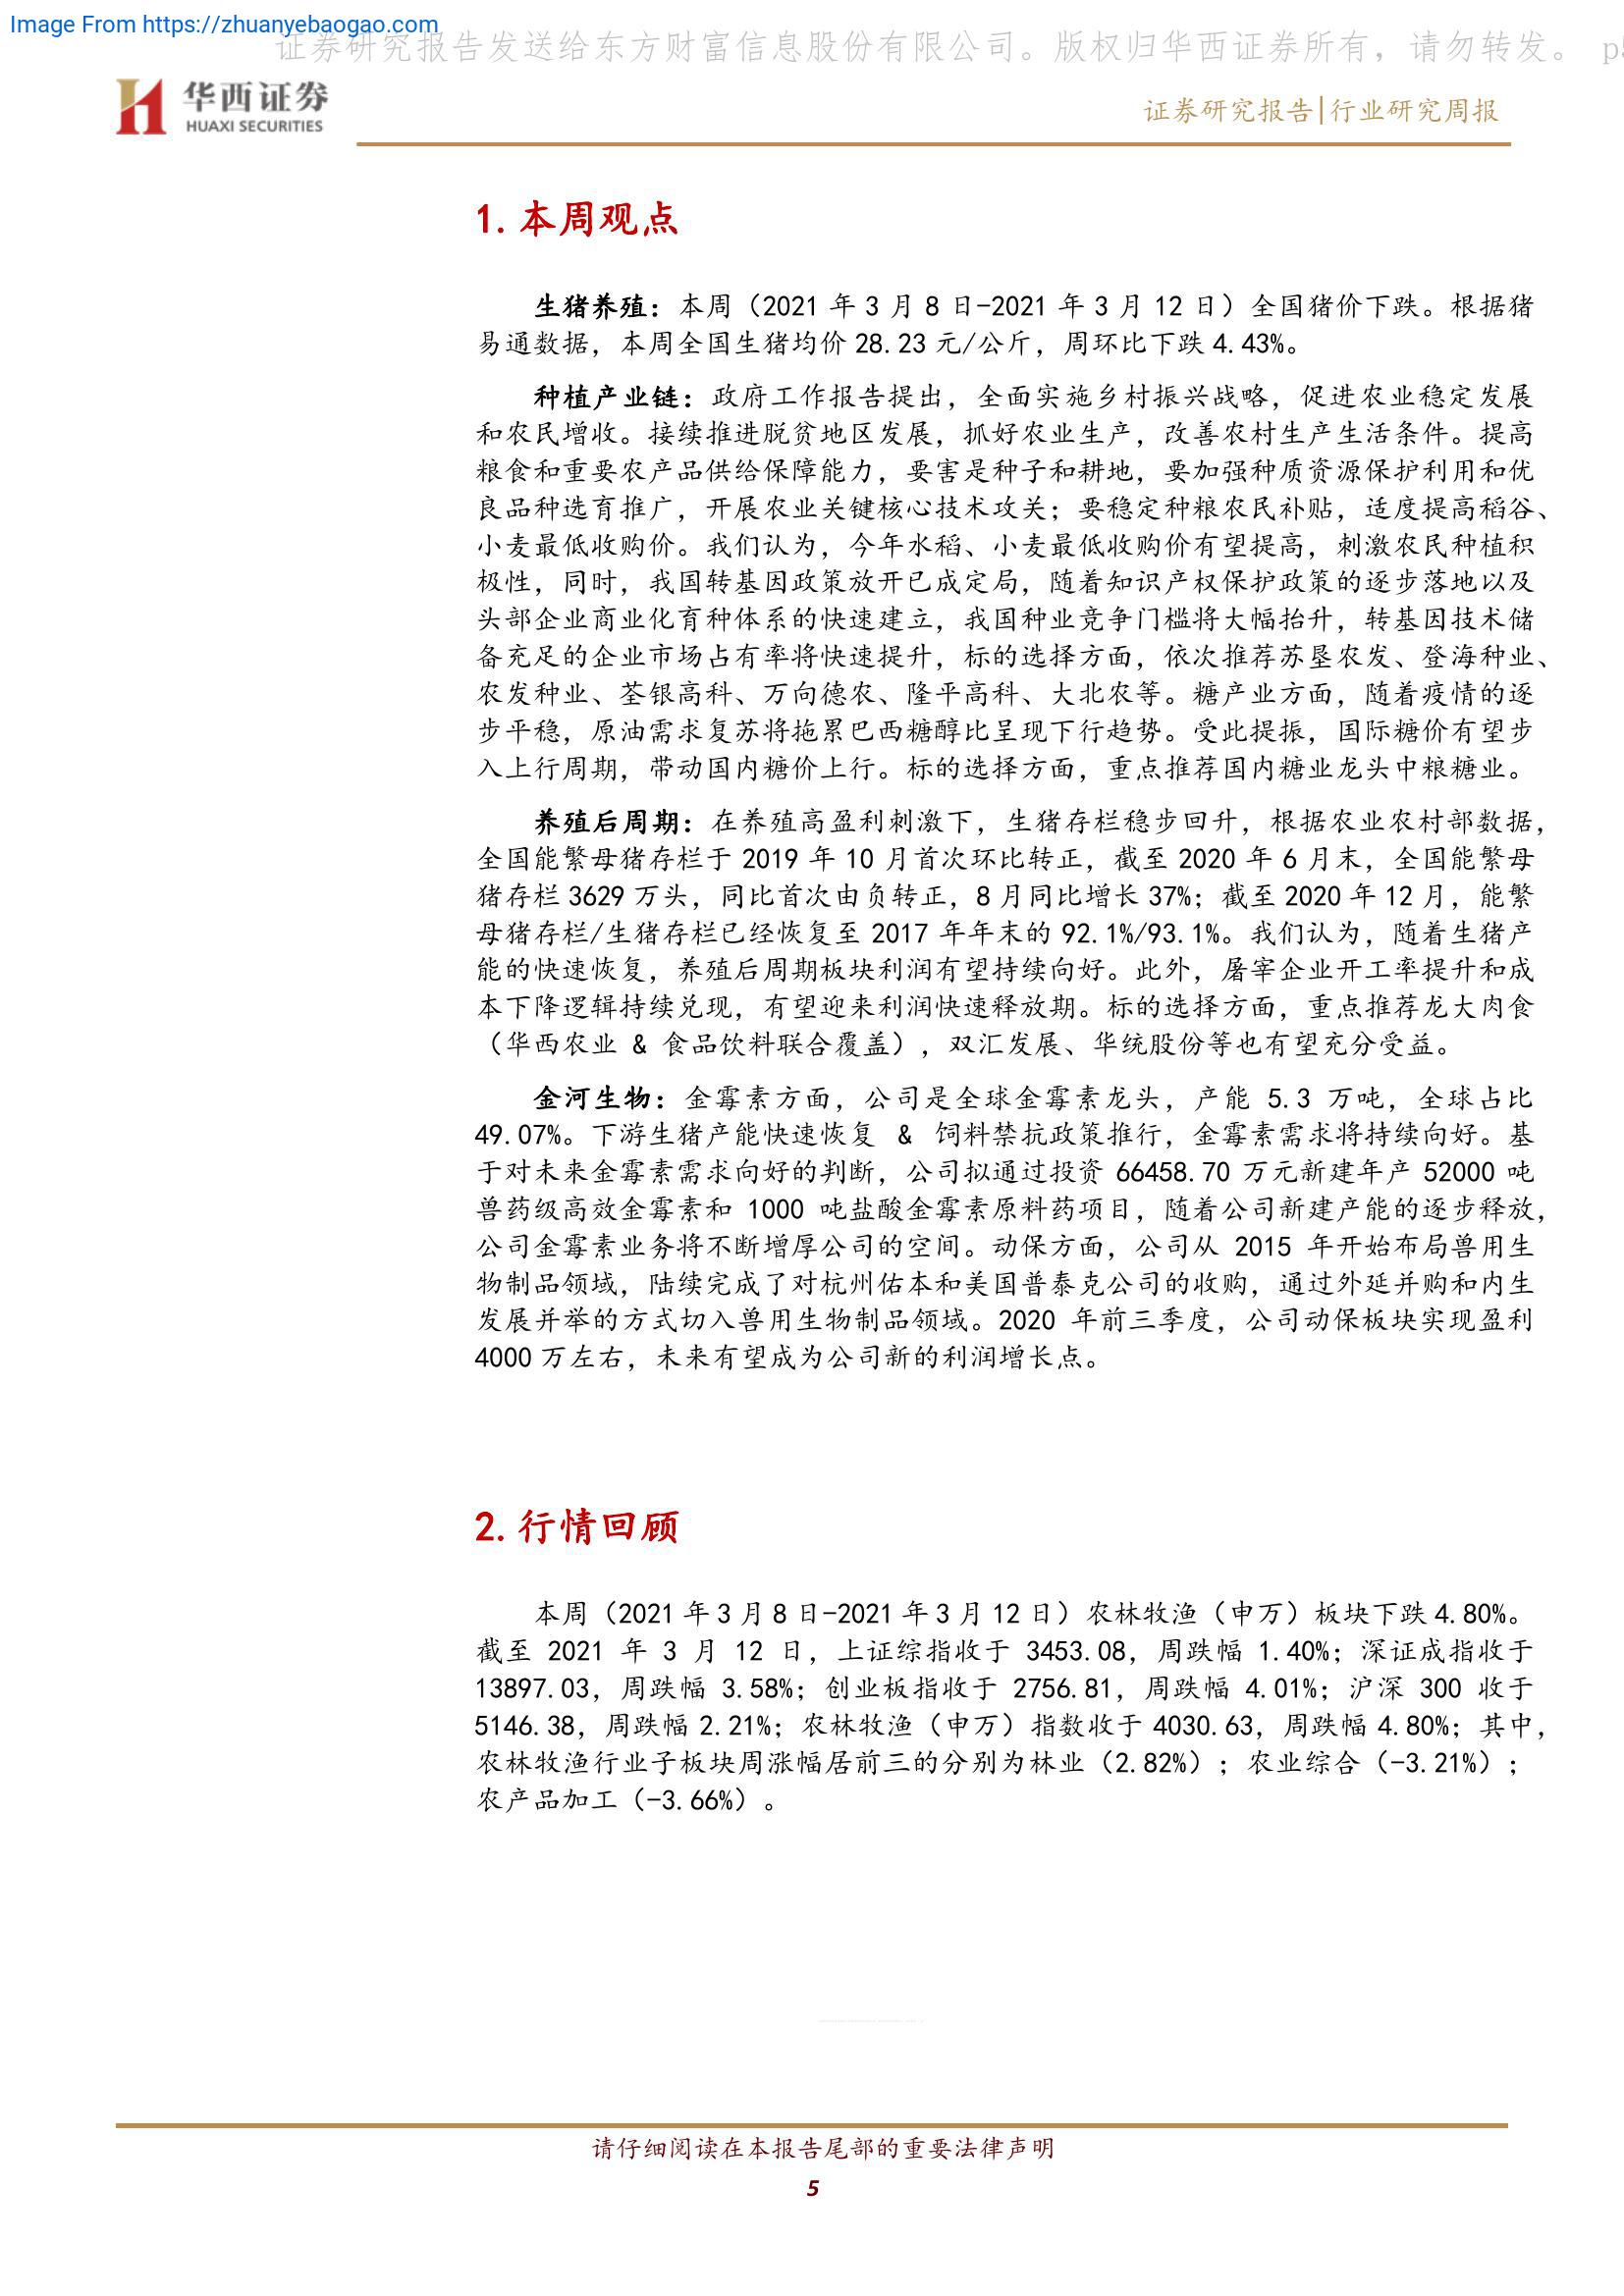 Image From https://zhuanyebaogao.com
证券研究报告发送给东方财富信息股份有限公司。版权归华西证券所有，请勿转发。 p5
华西证券
HUAXI SECURITIES
证券研究报告|行业研究周报
1.本周观点
生猪养殖：本周（2021 年 3 月 8 日-2021 年 3 月 12 日）全国猪价下跌。根据猪
易通数据，本周全国生猪均价 28.23 元/公斤，周环比下跌 4.43%。
种植产业链：政府工作报告提出，全面实施乡村振兴战略，促进农业稳定发展
和农民增收。接续推进脱贫地区发展，抓好农业生产，改善农村生产生活条件。提高
粮食和重要农产品供给保障能力，要害是种子和耕地，要加强种质资源保护利用和优
良品种选育推广，开展农业关键核心技术攻关；要稳定种粮农民补贴，适度提高稻谷、
小麦最低收购价。我们认为，今年水稻、小麦最低收购价有望提高，刺激农民种植积
极性，同时，我国转基因政策放开已成定局，随着知识产权保护政策的逐步落地以及
头部企业商业化育种体系的快速建立，我国种业竞争门槛将大幅抬升，转基因技术储
备充足的企业市场占有率将快速提升，标的选择方面，依次推荐苏垦农发、登海种业、
农发种业、荃银高科、万向德农、隆平高科、大北农等。糖产业方面，随着疫情的逐
步平稳，原油需求复苏将拖累巴西糖醇比呈现下行趋势。受此提振，国际糖价有望步
入上行周期，带动国内糖价上行。标的选择方面，重点推荐国内糖业龙头中粮糖业。
养殖后周期：在养殖高盈利刺激下，生猪存栏稳步回升，根据农业农村部数据，
全国能繁母猪存栏于 2019 年 10 月首次环比转正，截至 2020 年 6 月末，全国能繁母
猪存栏 3629 万头，同比首次由负转正，8 月同比增长 37%；截至 2020 年 12 月，能繁
母猪存栏/生猪存栏已经恢复至 2017 年年末的 92.1%/93.1%。我们认为，随着生猪产
能的快速恢复，养殖后周期板块利润有望持续向好。此外，屠宰企业开工率提升和成
本下降逻辑持续兑现，有望迎来利润快速释放期。标的选择方面，重点推荐龙大肉食
（华西农业 & 食品饮料联合覆盖），双汇发展、华统股份等也有望充分受益。
金河生物：金霉素方面，公司是全球金霉素龙头，产能 5.3 万吨，全球占比
49.07%。下游生猪产能快速恢复 & 饲料禁抗政策推行，金霉素需求将持续向好。基
于对未来金霉素需求向好的判断，公司拟通过投资 66458.70 万元新建年产 52000 吨
兽药级高效金霉素和 1000 吨盐酸金霉素原料药项目，随着公司新建产能的逐步释放，
公司金霉素业务将不断增厚公司的空间。动保方面，公司从 2015 年开始布局兽用生
物制品领域，陆续完成了对杭州佑本和美国普泰克公司的收购，通过外延并购和内生
发展并举的方式切入兽用生物制品领域。2020 年前三季度，公司动保板块实现盈利
4000 万左右，未来有望成为公司新的利润增长点。
2.行情回顾
本周（2021 年 3 月 8 日-2021 年 3 月 12 日）农林牧渔（申万）板块下跌 4.80%。
截至 2021 年 3 月 12 日，上证综指收于 3453.08，周跌幅 1.40%；深证成指收于
13897.03，周跌幅 3.58%；创业板指收于 2756.81，周跌幅 4.01%；沪深 300 收于
5146.38，周跌幅 2.21%；农林牧渔（申万）指数收于 4030.63，周跌幅 4.80%；其中，
农林牧渔行业子板块周涨幅居前三的分别为林业（2.82%）；农业综合（-3.21%）；
农产品加工（-3.66%）。
请仔细阅读在本报告尾部的重要法律声明
5